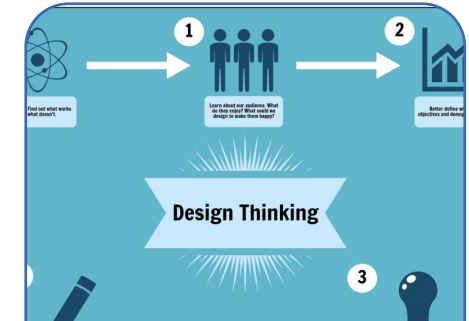 1
2
Find out what works
what doesn't.
Learn about our audience. What
do they enjoy? What could we
design to make them happy?
Better define
objectives and
Design Thinking
3